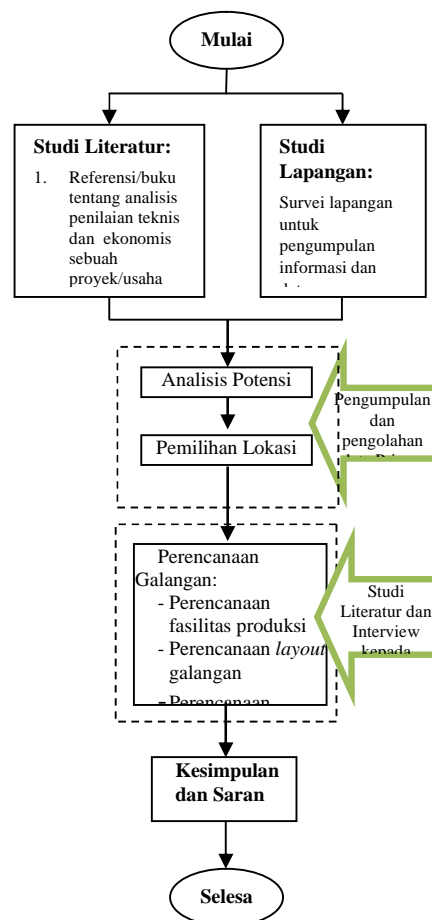 Mulai
Studi Literatur:
1. Referensi/buku
tentang analisis
penilaian teknis
dan ekonomis
sebuah
proyek/usaha
Studi
Lapangan:
Survei lapangan
untuk
pengumpulan
informasi dan
Analisis Potensi
Pemilihan Lokasi
Pengumpulan
dan
pengolahan
Perencanaan
Galangan:
- Perencanaan
fasilitas produksi
- Perencanaan layout
galangan
- Perencanaan
Studi
Literatur dan
Interview
kepada
Kesimpulan
dan Saran
Selesa